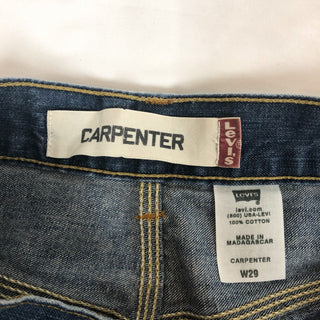 CARPENTER
Levi's
LEVI'S
levi.com
(800) USA-LEVI
100% COTTON
MADE IN
MADAGASCAR
CARPENTER
W29